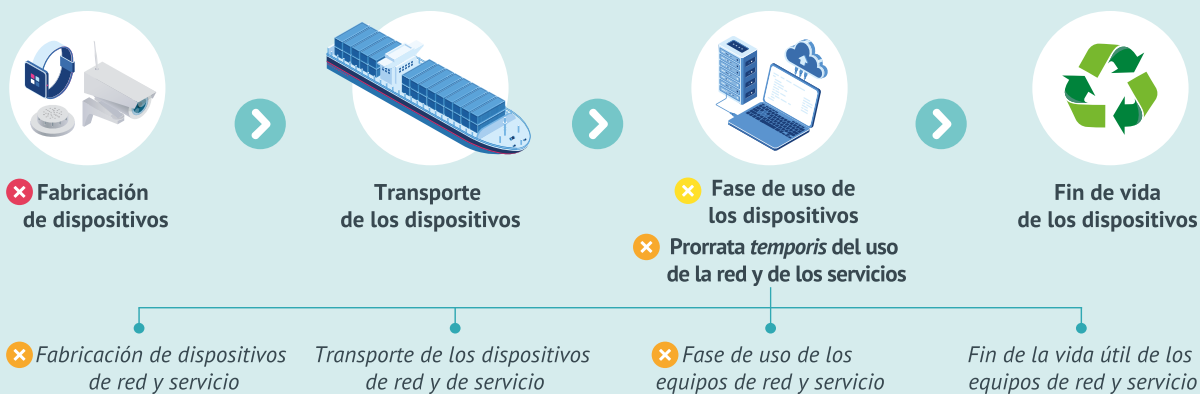 Fabricación
de dispositivos
Transporte
de los dispositivos
Fase de uso de
los dispositivos
Prorrata temporis del uso
de la red y de los servicios
Fin de vida
de los dispositivos
Fabricación de dispositivos
de red y servicio
Transporte de los dispositivos
de red y de servicio
Fase de uso de los
equipos de red y servicio
Fin de la vida útil de los
equipos de red y servicio